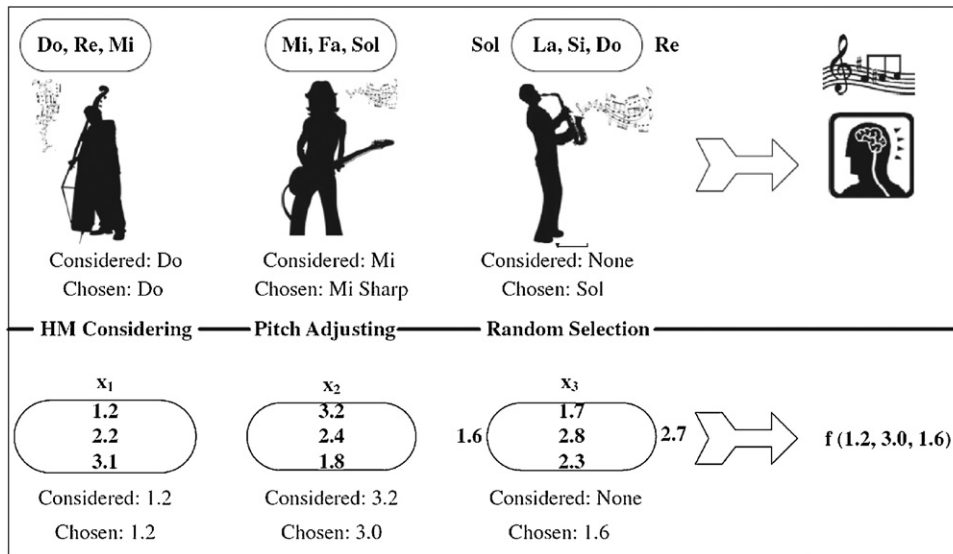 Do, Re, Mi
Mi, Fa, Sol
Sol La, Si, Do Re
Considered: Do
Chosen: Do
Considered: Mi
Chosen: Mi Sharp
Considered: None
Chosen: Sol
HM Considering
Pitch Adjusting
Random Selection
x1
1.2
2.2
3.1
Considered: 1.2
Chosen: 1.2
x2
3.2
2.4
1.8
Considered: 3.2
Chosen: 3.0
x3
1.7
1.6 2.8 2.7
2.3
Considered: None
Chosen: 1.6
f (1.2, 3.0, 1.6)